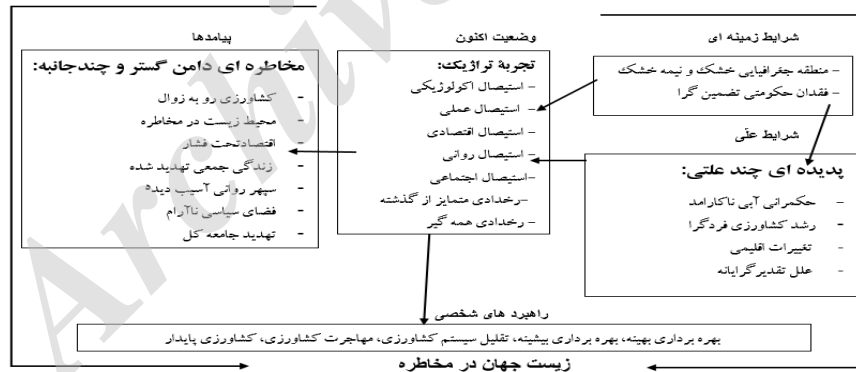 شرایط زمینه ای
- منطقه جغرافیایی خشک و نیمه خشک
- فقدان حکومتی تضمین گرا
شرایط علّی
پدیده ای چند علتی:
- حکمرانی آبی ناکارامد
- رشد کشاورزی فردگرا
- تغییرات اقلیمی
- علل تقدیرگرایانه
وضعیت اکنون
تجربۀ تراژیک:
- استیصال اکولوژیکی
- استیصال عملی
- استیصال اقتصادی
- استیصال روانی
- استیصال اجتماعی
- رخدادی متمایز از گذشته
- رخدادی همه گیر
پیامدها
مخاطره ای دامن گستر و چندجانبه:
- کشاورزی رو به زوال
- محیط زیست در مخاطره
- اقتصادتحت فشار
- زندگی جمعی تهدید شده
- سپهر روانی آسیب دیده
- فضای سیاسی ناآرام
- تهدید جامعه کل
راهبرد های شخصی
بهره برداری بهینه، بهره برداری بیشینه، تقلیل سیستم کشاورزی، مهاجرت کشاورزی، کشاورزی پایدار
زیست جهان در مخاطره
Archive